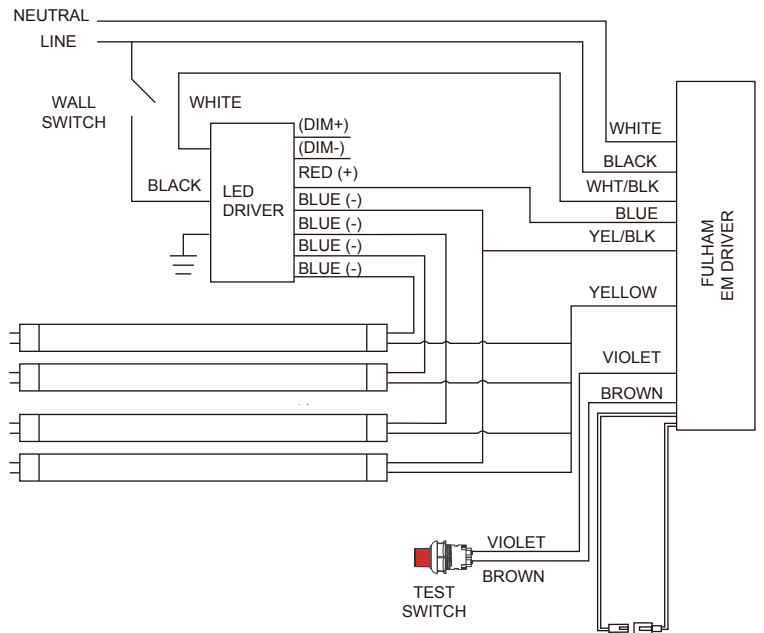 NEUTRAL
LINE
WALL
SWITCH
WHITE
BLACK
LED
DRIVER
(DIM+)
(DIM-)
RED (+)
BLUE (-)
BLUE (-)
BLUE (-)
BLUE (-)
WHITE
BLACK
WHT/BLK
BLUE
YEL/BLK
YELLOW
VIOLET
BROWN
FULHAM
EM DRIVER
VIOLET
BROWN
TEST
SWITCH